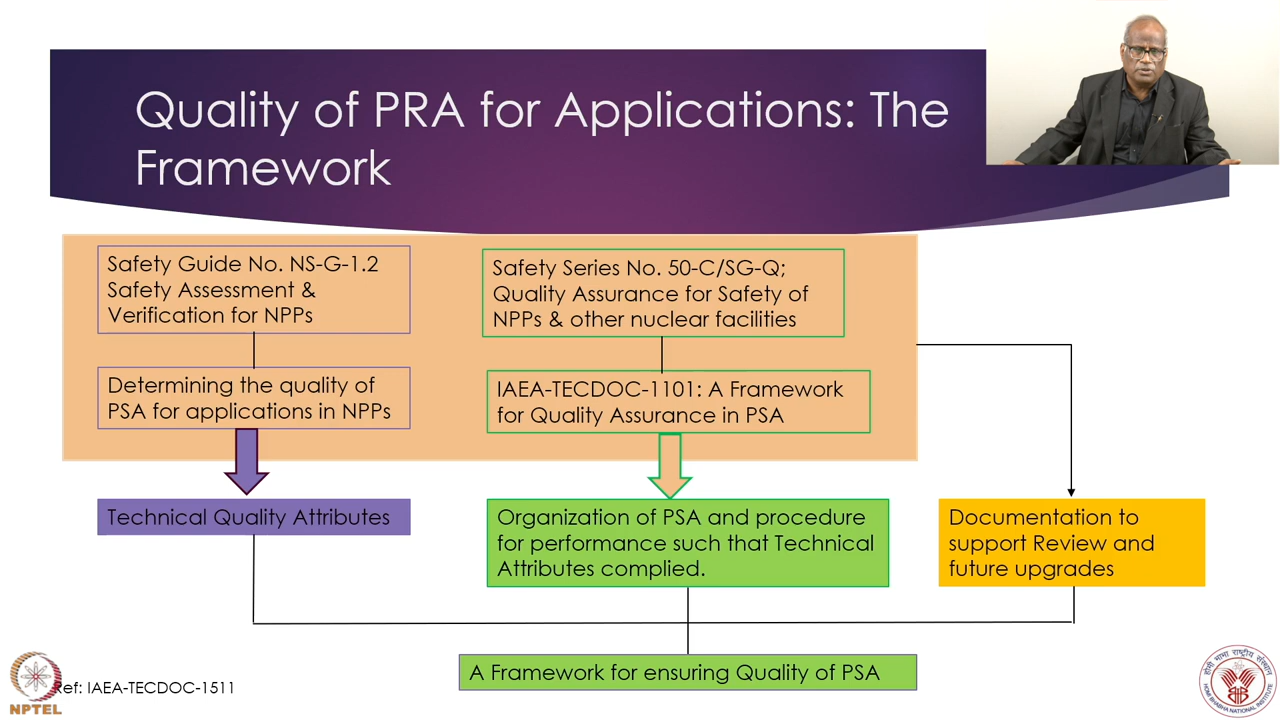 Quality of PRA for Applications: The
Framework
Safety Guide No. NS-G-1.2
Safety Assessment &
Verification for NPPs
Safety Series No. 50-C/SG-Q;
Quality Assurance for Safety of
NPPs & other nuclear facilities
Determining the quality of
PSA for applications in NPPs
IAEA-TECDOC-1101: A Framework
for Quality Assurance in PSA
Technical Quality Attributes
Organization of PSA and procedure
for performance such that Technical
Attributes complied.
Documentation to
support Review and
future upgrades
A Framework for ensuring Quality of PSA
Ref: IAEA-TECDOC-1511
NPTEL
होमी भाभा राष्ट्रीय संस्थान
HOMI BHABHA NATIONAL INSTITUTE